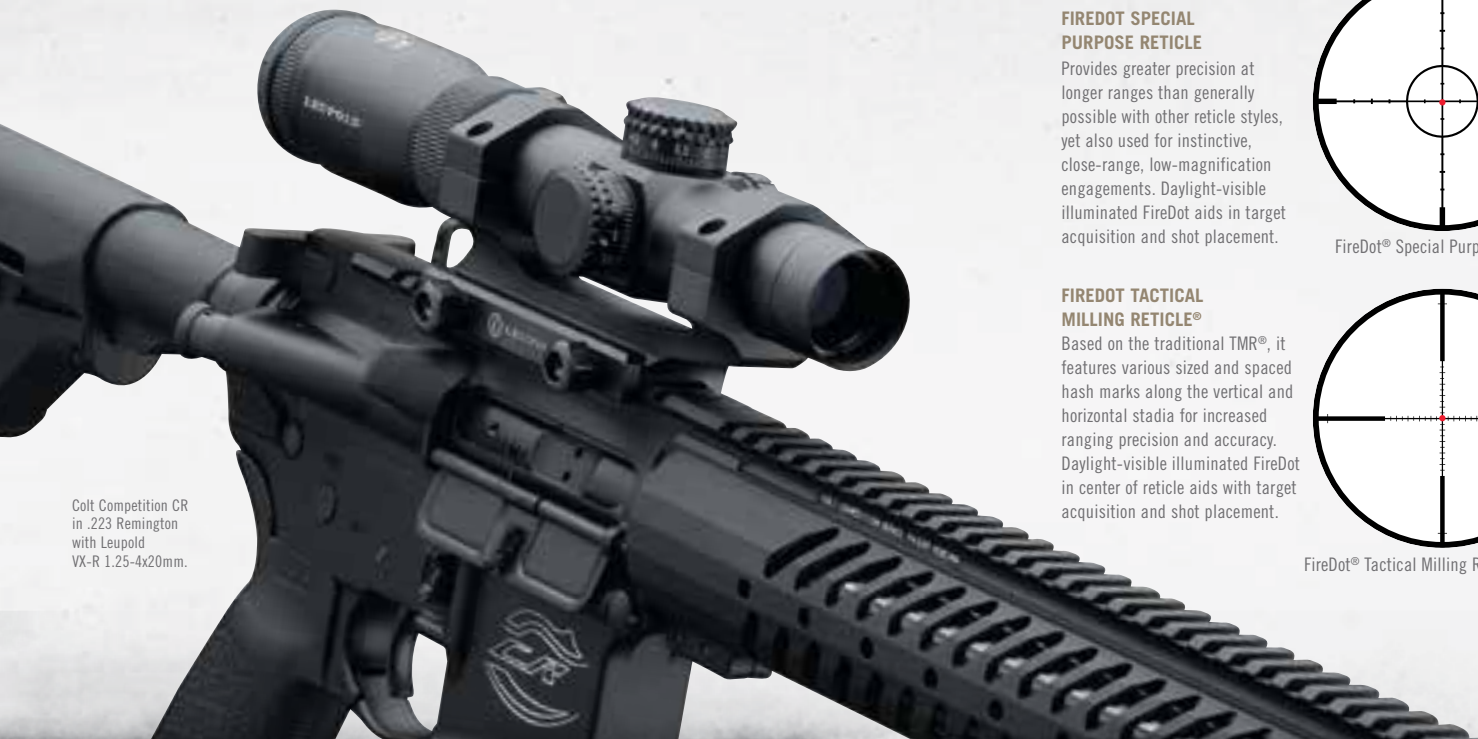 LEUPOLD
Colt Competition CR
in .223 Remington
with Leupold
VX-R 1.25-4x20mm.
FIREDOT SPECIAL
PURPOSE RETICLE
Provides greater precision at
longer ranges than generally
possible with other reticle styles,
yet also used for instinctive,
close-range, low-magnification
engagements. Daylight-visible
illuminated FireDot aids in target
acquisition and shot placement.
FireDot® Special Purp
FIREDOT TACTICAL
MILLING RETICLE®
Based on the traditional TMR®, it
features various sized and spaced
hash marks along the vertical and
horizontal stadia for increased
ranging precision and accuracy.
Daylight-visible illuminated FireDot
in center of reticle aids with target
acquisition and shot placement.
FireDot® Tactical Milling R